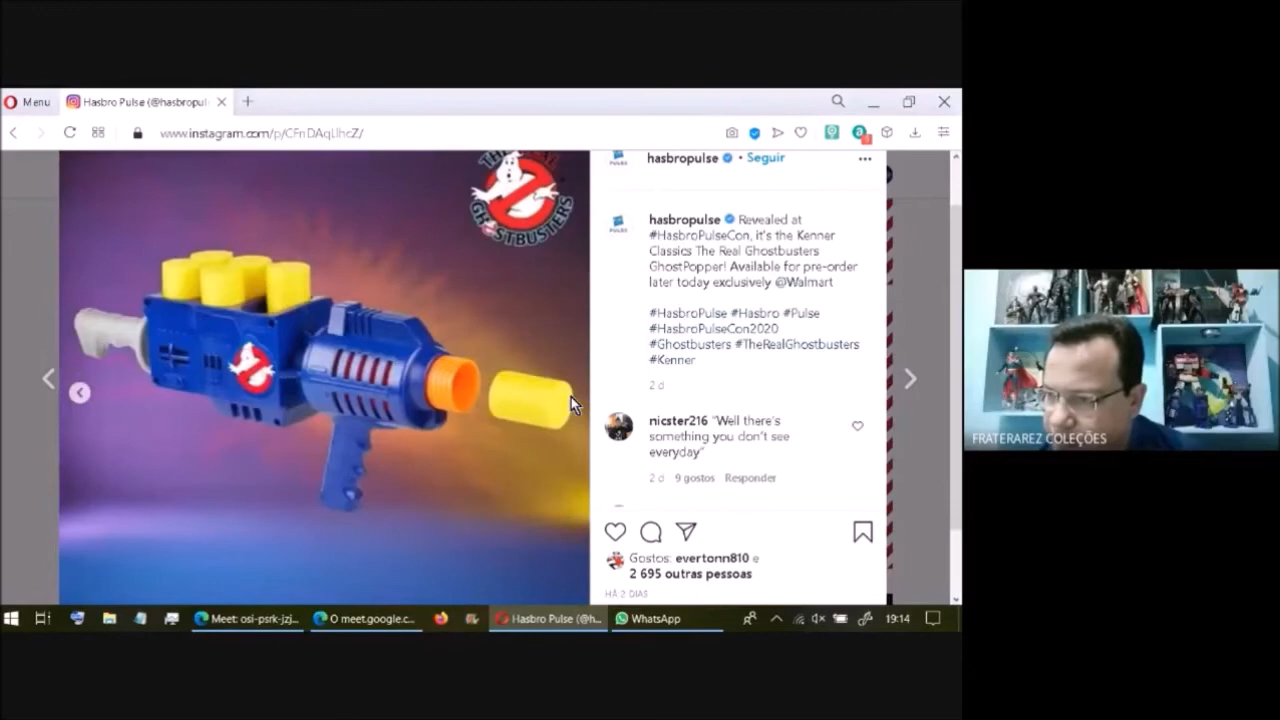 Menu
Hasbro Pulse (@hasbropul
www.instagram.com/p/CFnDAqlJhcZ/
THE REAL
GHOSTBUSTERS
hasbropulse • Seguir
hasbropulse Revealed at
#HasbroPulseCon, it's the Kenner
Classics The Real Ghostbusters
GhostPopper! Available for pre-order
later today exclusively @Walmart
#HasbroPulse #Hasbro #Pulse
#HasbroPulseCon2020
#Ghostbusters #TheRealGhostbusters
#Kenner
2 d
nicster216 “Well there's
something you don't see
everyday”
2 d 9 gostos Responder
Gostos: evertonn810 e
2 695 outras pessoas
HÁ 2 DIAS
FRATERAREZ COLEÇÕES
Meet: osi-psrk-jzj...
O meet.google.c...
Hasbro Pulse (@h...
WhatsApp
19:14